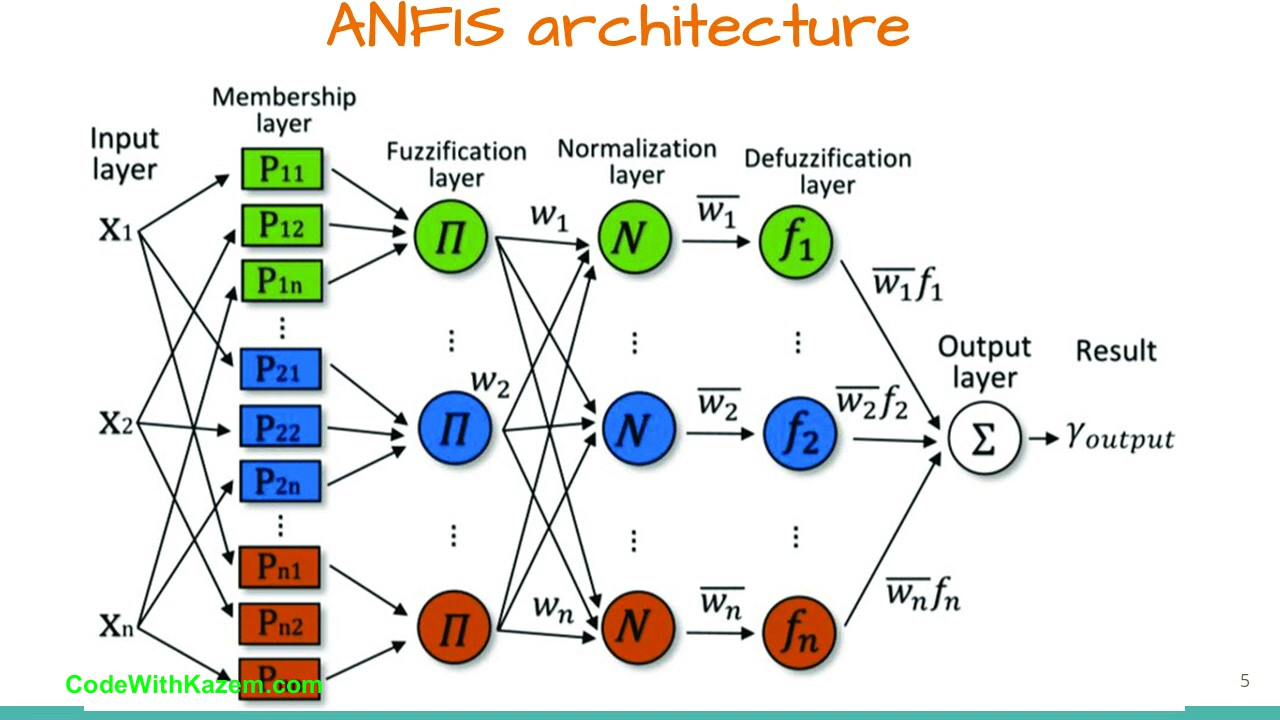 ANFIS architecture
Membership
layer
Input
layer
Fuzzification
layer
Normalization
layer
Defuzzification
layer
P11
P12
P1n
⋮
P21
P22
P2n
⋮
Pn1
Pn2
X1
X2
Xn
Π
⋮
Π
⋮
Π
w₁
w₂
wₙ
N
⋮
N
⋮
N
w̅₁
w̅₂
w̅ₙ
f₁
⋮
f₂
⋮
fₙ
w̅₁f₁
w̅₂f₂
w̅ₙfₙ
Output
layer
Σ
Result
γoutput
CodeWithKazem.com
5